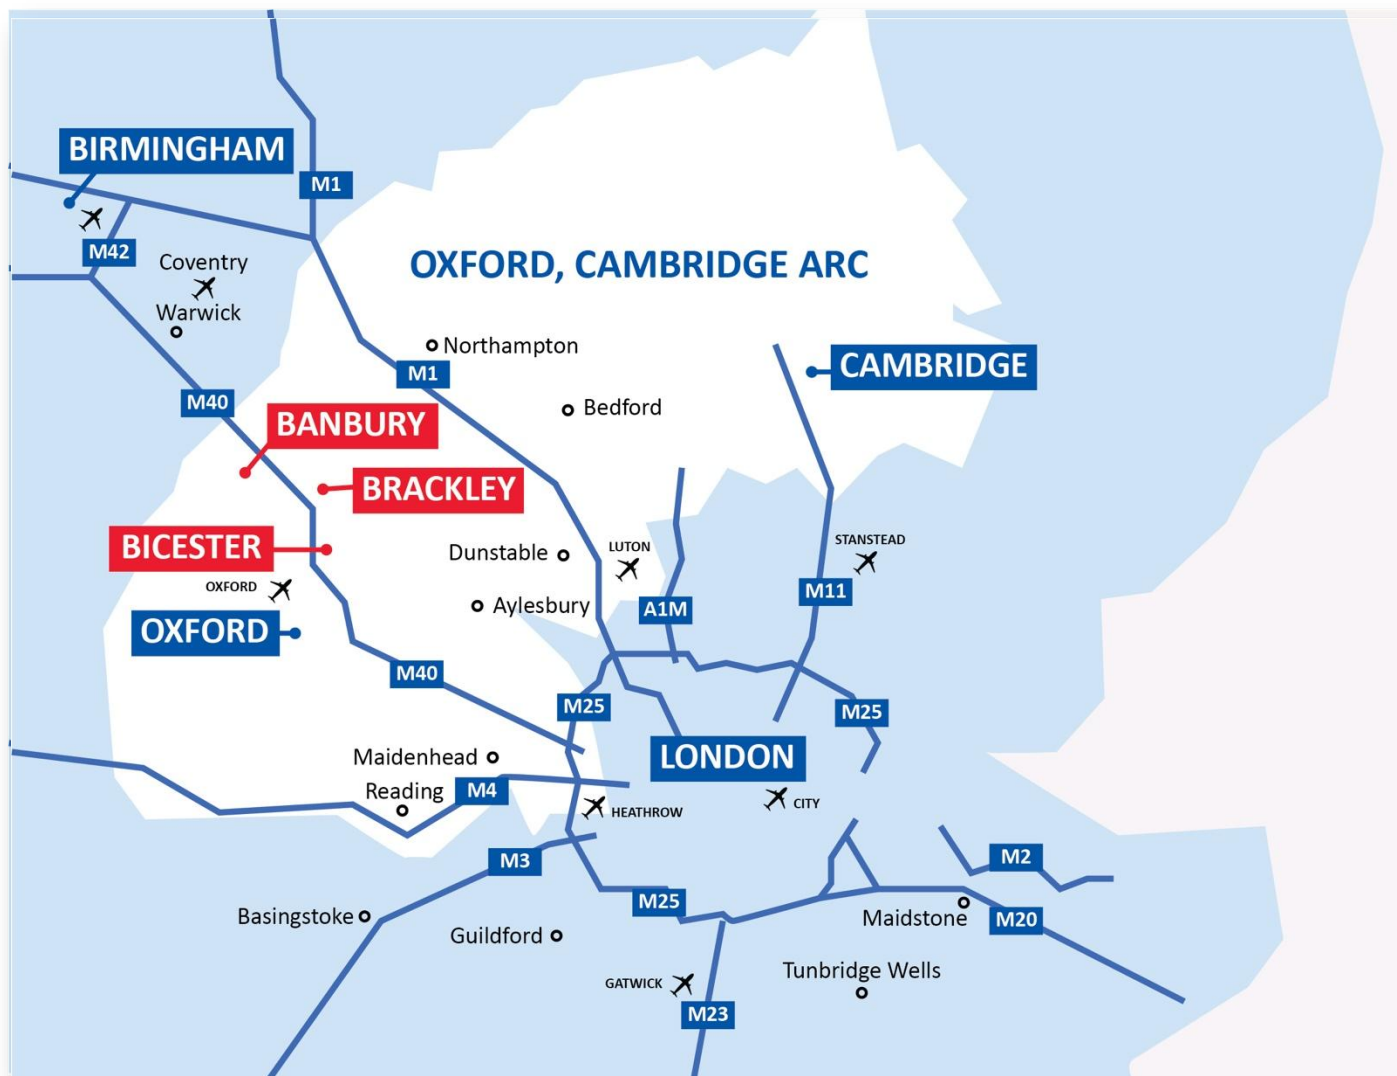 BIRMINGHAM
M1
M42
Coventry
OXFORD, CAMBRIDGE ARC
Warwick
Northampton
M1
CAMBRIDGE
M40
Bedford
BANBURY
BRACKLEY
BICESTER
Dunstable
LUTON
STANSTEAD
OXFORD
Aylesbury
A1M
M11
OXFORD
M40
M25
M25
Maidenhead
LONDON
Reading
M4
HEATHROW
CITY
M3
M2
M25
Basingstoke
Maidstone
M20
Guildford
Tunbridge Wells
GATWICK
M23